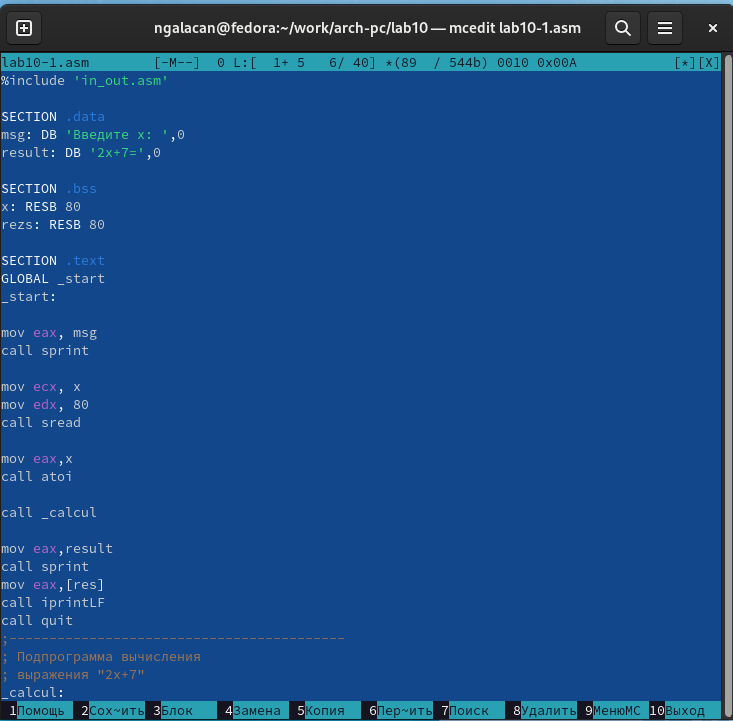 ngalacan@fedora:~/work/arch-pc/lab10 — mcedit lab10-1.asm
lab10-1.asm [-M--] 0 L:[ 1+ 5 6/ 40] *(89 / 544b) 0010 0x00A [*][X]
%include 'in_out.asm'
SECTION .data
msg: DB 'Введите x: ',0
result: DB '2x+7=',0
SECTION .bss
x: RESB 80
rezs: RESB 80
SECTION .text
GLOBAL _start
_start:
mov eax, msg
call sprint
mov ecx, x
mov edx, 80
call sread
mov eax,x
call atoi
call _calcul
mov eax,result
call sprint
mov eax,[res]
call iprintLF
call quit
;------------------------------------------
; Подпрограмма вычисления
; выражения "2x+7"
_calcul:
1Помощь 2Сох~ить 3Блок 4Замена 5Копия 6Пер~ить 7Поиск 8Удалить 9МенюMC 10Выход